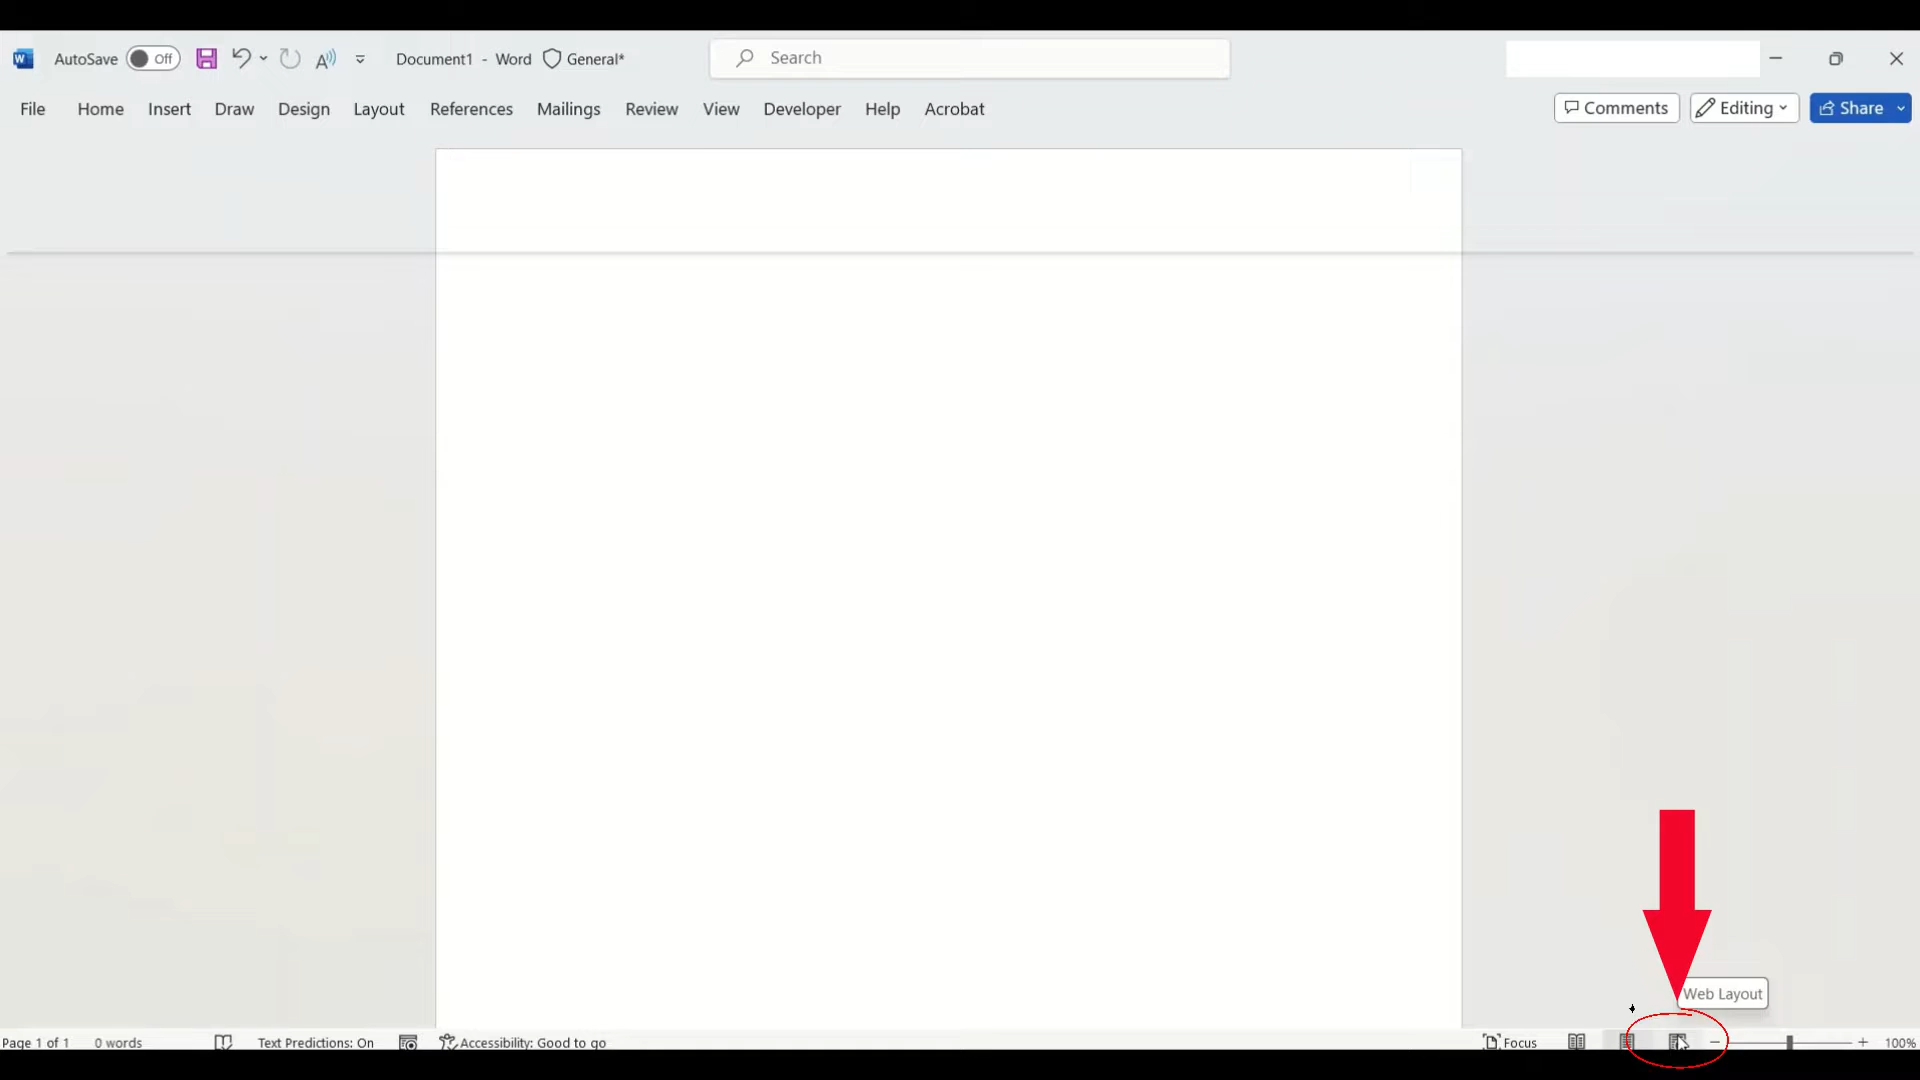 AutoSave Off Document1 - Word General* Search
File Home Insert Draw Design Layout References Mailings Review View Developer Help Acrobat Comments Editing Share
Web Layout
Page 1 of 1 0 words Text Predictions: On Accessibility: Good to go Focus 100%